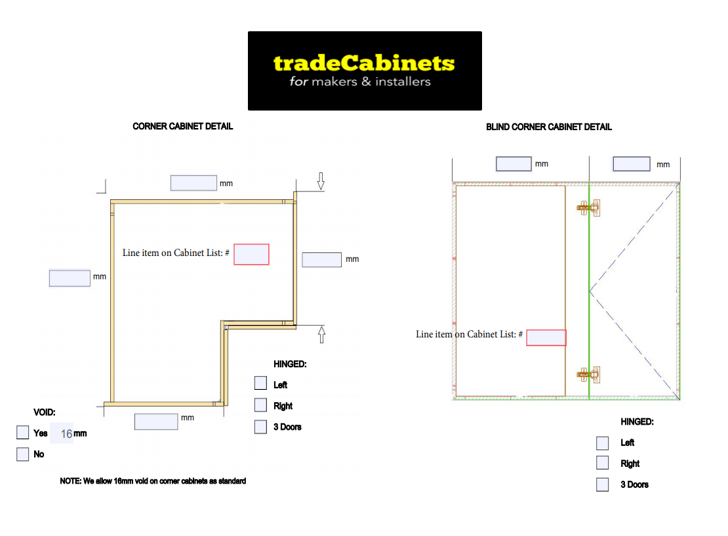 tradeCabinets
for makers & installers
CORNER CABINET DETAIL
mm
Line item on Cabinet List: #
mm
mm
mm
HINGED:
Left
Right
3 Doors
VOID:
Yes 16 mm
No
NOTE: We allow 16mm void on corner cabinets as standard
BLIND CORNER CABINET DETAIL
mm
mm
Line item on Cabinet List: #
HINGED:
Left
Right
3 Doors